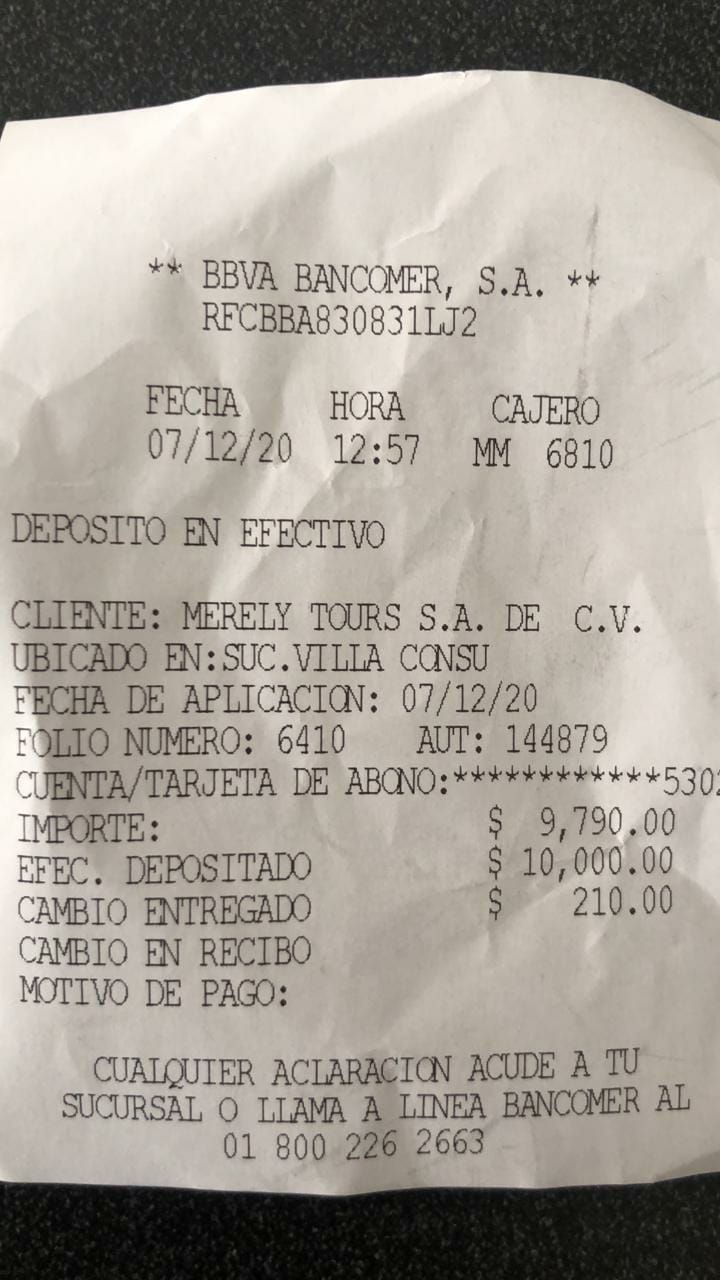 ** BBVA BANCOMER, S.A. **
RFCBBA830831LJ2
FECHA HORA CAJERO
07/12/20 12:57 MM 6810
DEPOSITO EN EFECTIVO
CLIENTE: MERELY TOURS S.A. DE C.V.
UBICADO EN:SUC.VILLA CONSU
FECHA DE APLICACION: 07/12/20
FOLIO NUMERO: 6410 AUT: 144879
CUENTA/TARJETA DE ABONO:************5302
IMPORTE: $ 9,790.00
EFEC. DEPOSITADO $ 10,000.00
CAMBIO ENTREGADO $ 210.00
CAMBIO EN RECIBO
MOTIVO DE PAGO:
CUALQUIER ACLARACION ACUDE A TU
SUCURSAL O LLAMA A LINEA BANCOMER AL
01 800 226 2663